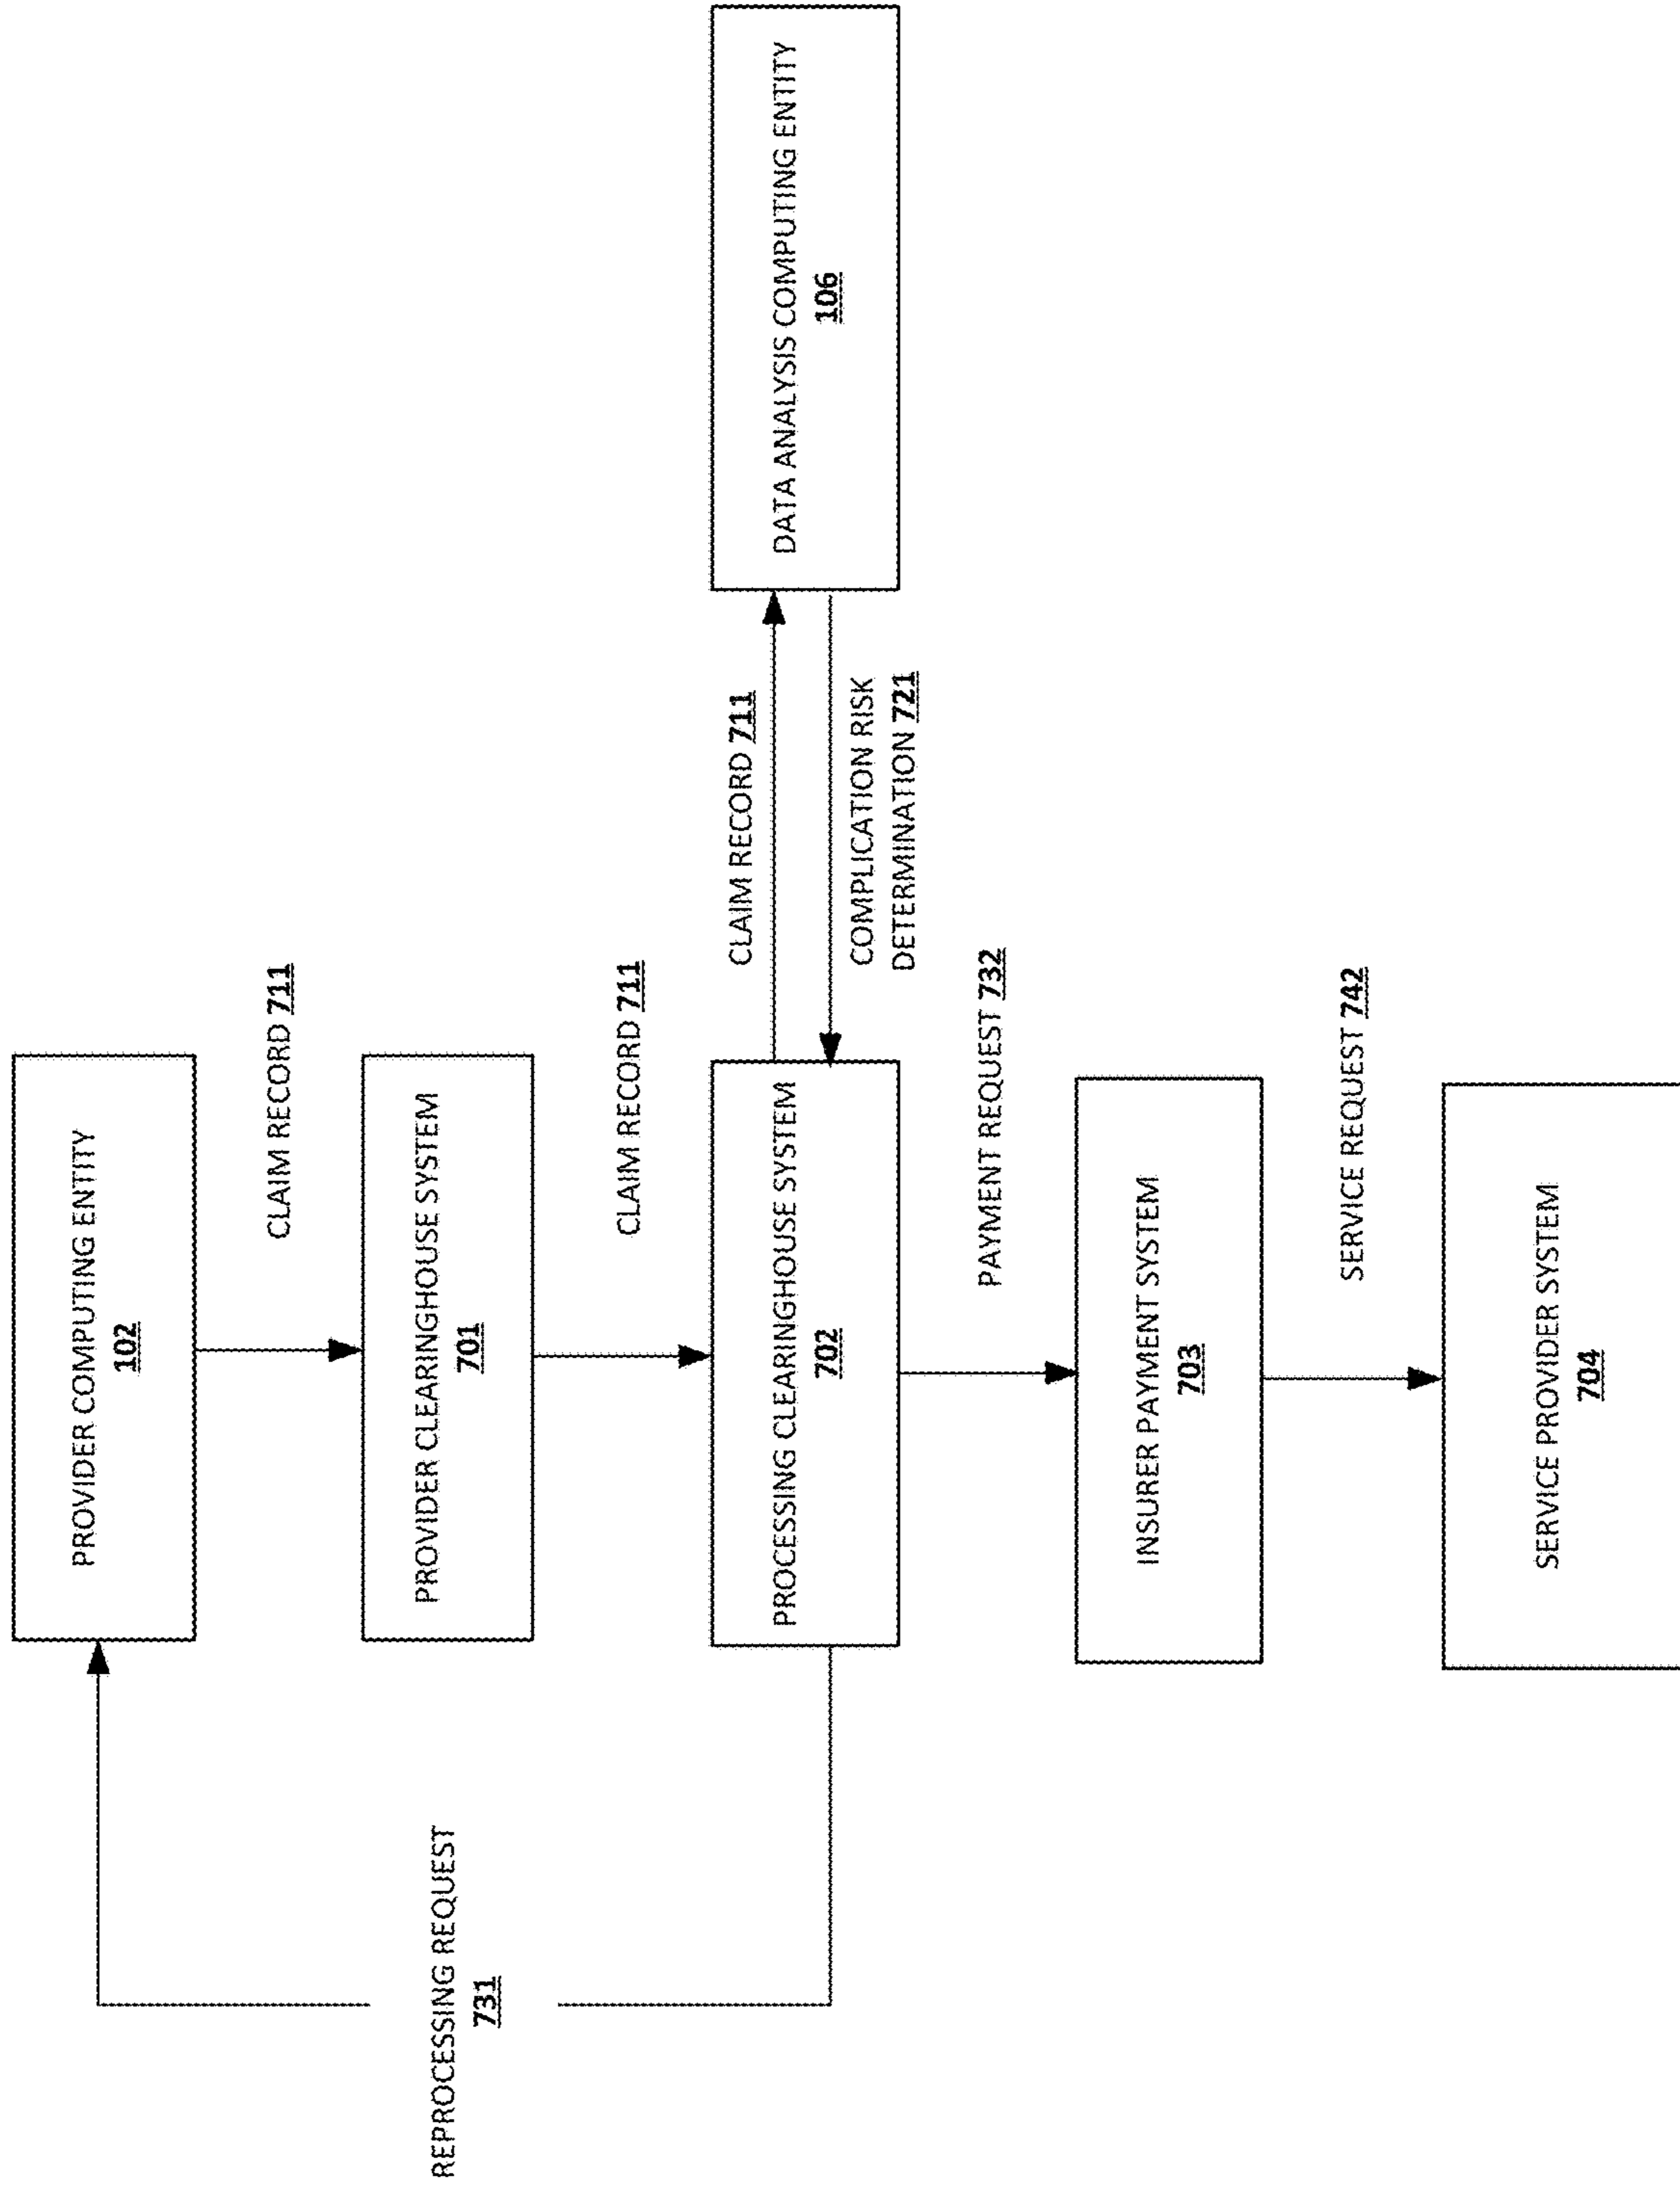 PROVIDER COMPUTING ENTITY
102
CLAIM RECORD 711
PROVIDER CLEARINGHOUSE SYSTEM
701
REPROCESSING REQUEST
731
CLAIM RECORD 711
PROCESSING CLEARINGHOUSE SYSTEM
702
CLAIM RECORD 711
COMPLICATION RISK
DETERMINATION 721
DATA ANALYSIS COMPUTING ENTITY
106
PAYMENT REQUEST 732
INSURER PAYMENT SYSTEM
703
SERVICE REQUEST 742
SERVICE PROVIDER SYSTEM
704